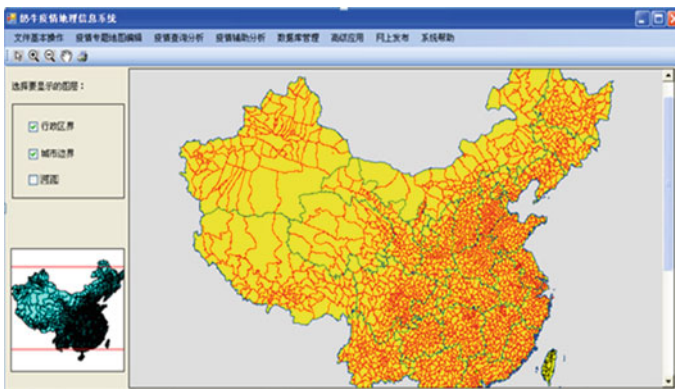 奶牛疫情地理信息系统
文件基本操作 疫情专题地图编辑 疫情查询分析 疫情辅助分析 数据库管理 高级应用 网上发布 系统帮助
选择要显示的图层：
行政区界
城市边界
河流